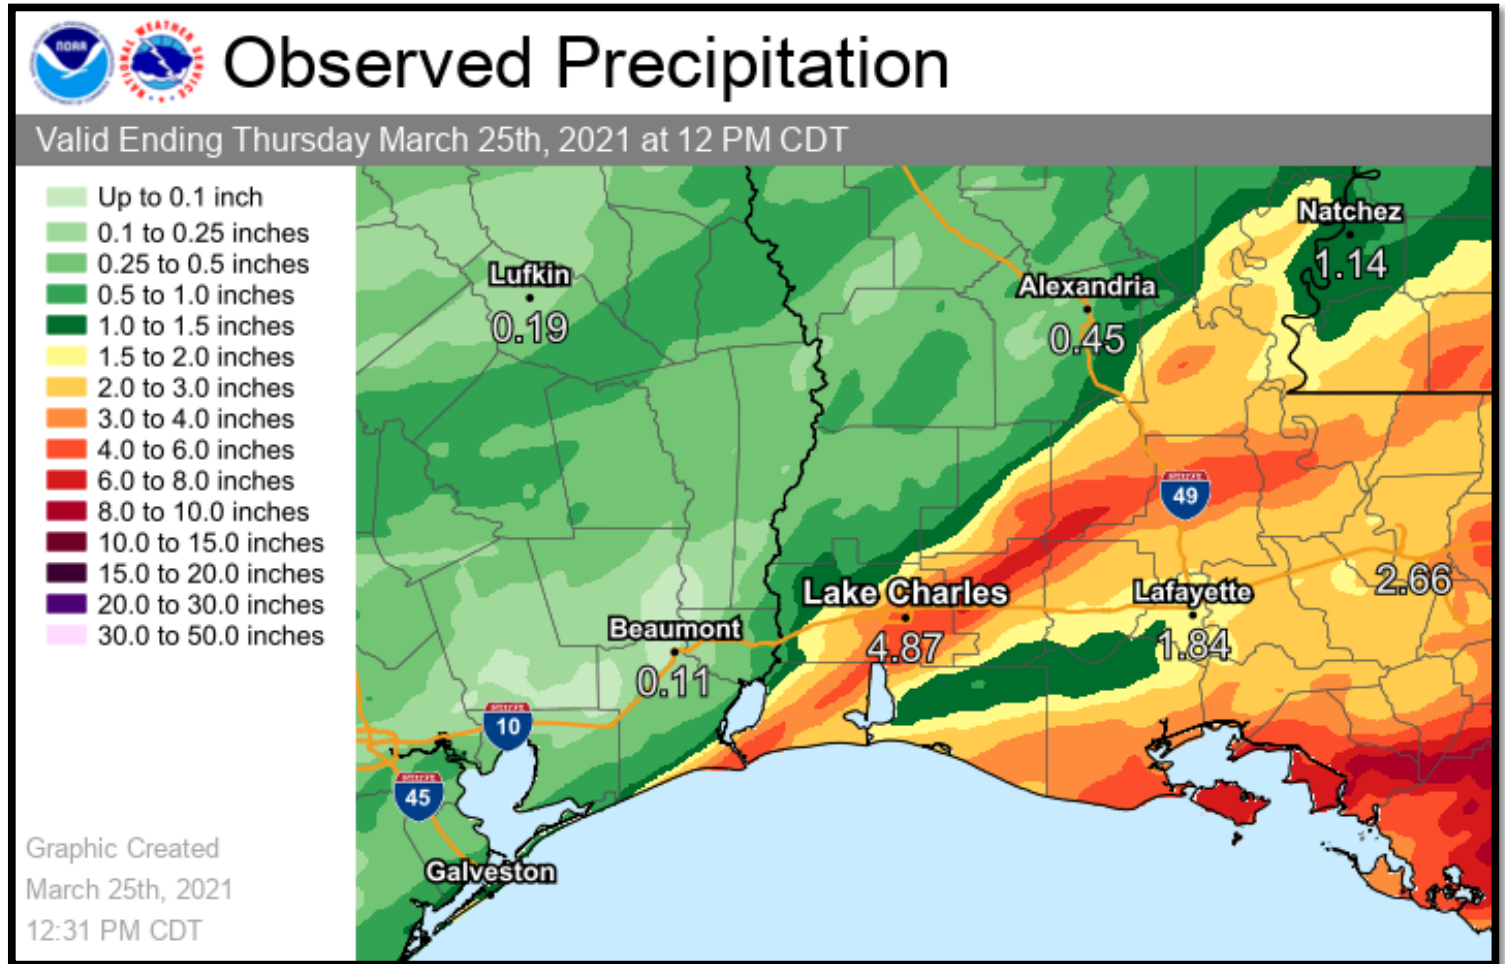 NOAA
NATIONAL WEATHER SERVICE
Observed Precipitation
Valid Ending Thursday March 25th, 2021 at 12 PM CDT
Up to 0.1 inch
0.1 to 0.25 inches
0.25 to 0.5 inches
0.5 to 1.0 inches
1.0 to 1.5 inches
1.5 to 2.0 inches
2.0 to 3.0 inches
3.0 to 4.0 inches
4.0 to 6.0 inches
6.0 to 8.0 inches
8.0 to 10.0 inches
10.0 to 15.0 inches
15.0 to 20.0 inches
20.0 to 30.0 inches
30.0 to 50.0 inches
Graphic Created
March 25th, 2021
12:31 PM CDT
Natchez
1.14
Lufkin
0.19
Alexandria
0.45
49
2.66
Lake Charles
4.87
Lafayette
1.84
Beaumont
0.11
10
45
Galveston